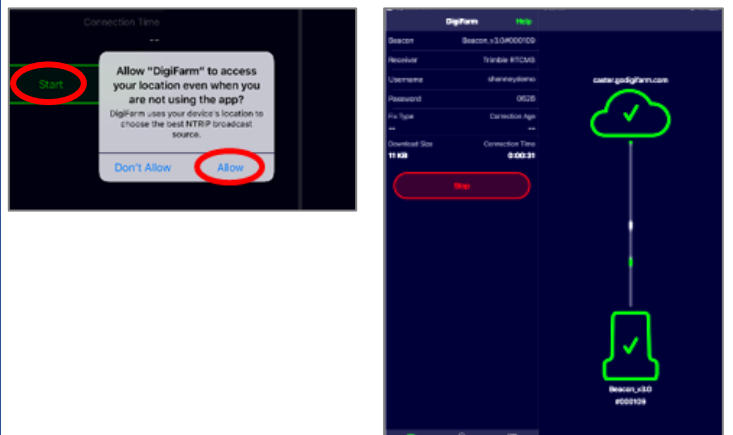 Connection Time
--
Start
Allow "DigiFarm" to access
your location even when you
are not using the app?
DigiFarm uses your device's location to
choose the best NTRIP broadcast
source.
Don't Allow
Allow
DigiFarm
Help
Beacon
Beacon_v3.0#000109
Receiver
Trimble RTCM3
Username
shannaydemo
Password
0628
Fix Type
Correction Age
--
--
Download Size
Connection Time
11 KB
0:00:31
Stop
caster.godigifarm.com
Beacon_v3.0
#000109